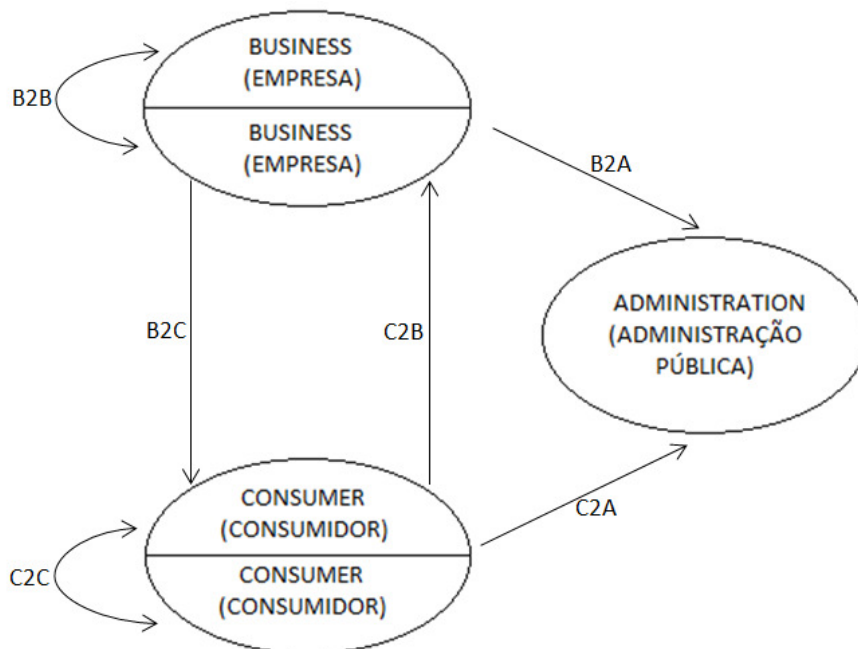 BUSINESS
(EMPRESA)
B2B
BUSINESS
(EMPRESA)
B2A
ADMINISTRATION
(ADMINISTRAÇÃO
PÚBLICA)
B2C
C2B
CONSUMER
(CONSUMIDOR)
C2A
C2C
CONSUMER
(CONSUMIDOR)